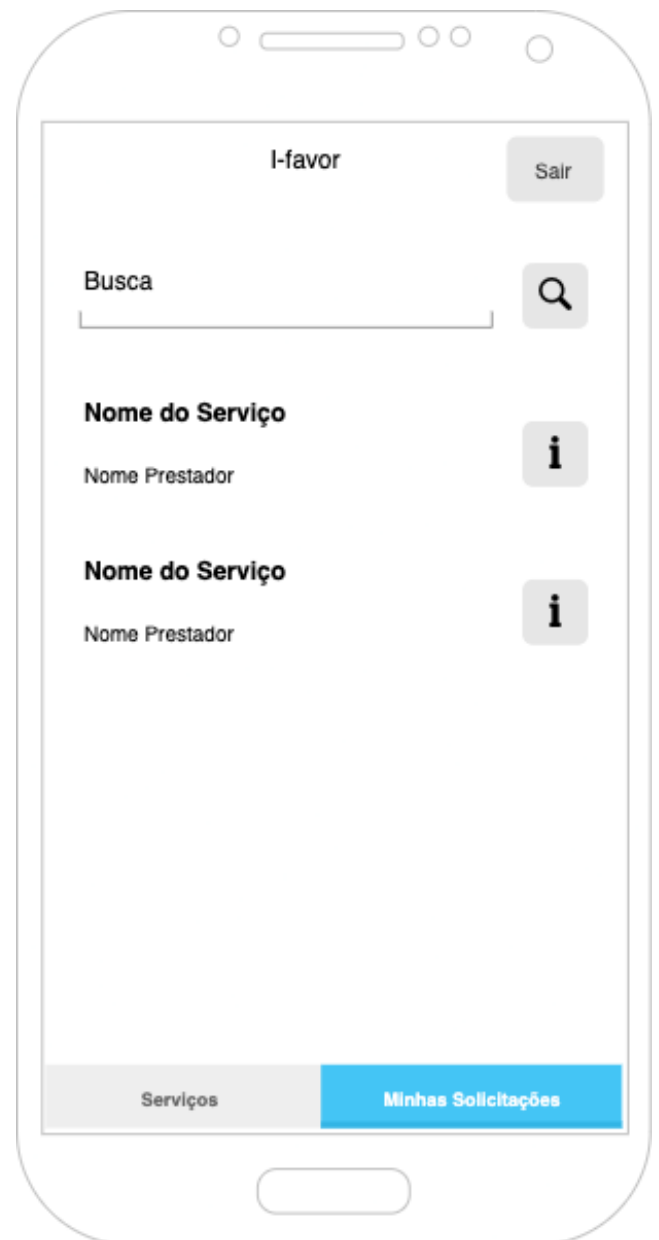 I-favor
Sair
Busca
Nome do Serviço
i
Nome Prestador
Nome do Serviço
i
Nome Prestador
Serviços
Minhas Solicitações